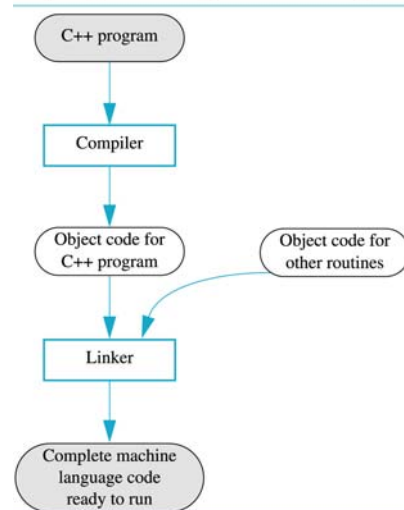 C++ program
Compiler
Object code for
C++ program
Object code for
other routines
Linker
Complete machine
language code
ready to run